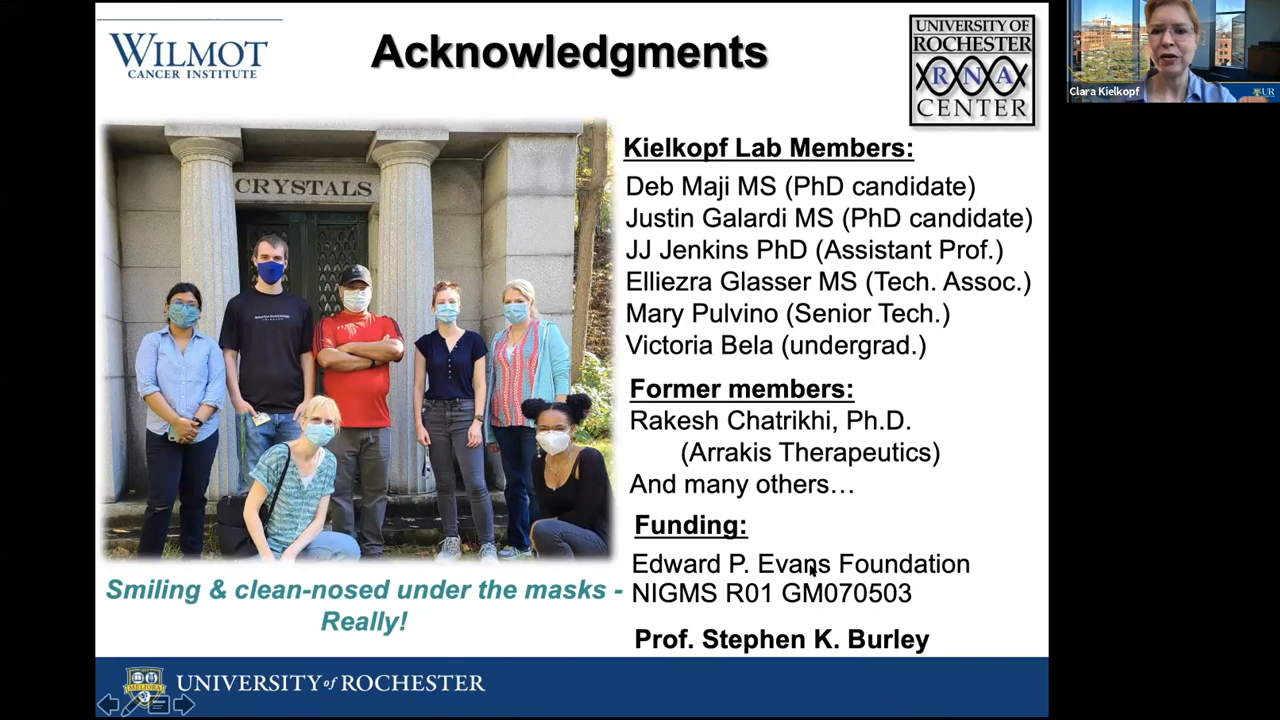 WILMOT
CANCER INSTITUTE
Acknowledgments
UNIVERSITY OF
ROCHESTER
RNA
CENTER
Clara Kielkopf
UR
CRYSTALS
Kielkopf Lab Members:
Deb Maji MS (PhD candidate)
Justin Galardi MS (PhD candidate)
JJ Jenkins PhD (Assistant Prof.)
Elliezra Glasser MS (Tech. Assoc.)
Mary Pulvino (Senior Tech.)
Victoria Bela (undergrad.)
Former members:
Rakesh Chatrikhi, Ph.D.
(Arrakis Therapeutics)
And many others…
Funding:
Edward P. Evans Foundation
NIGMS R01 GM070503
Prof. Stephen K. Burley
Smiling & clean-nosed under the masks -
Really!
MELIORA
UNIVERSITY of ROCHESTER